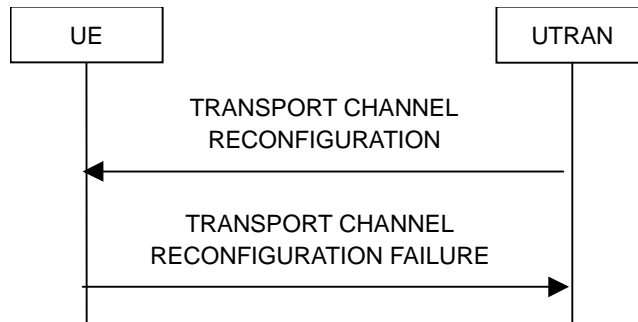 UE
UTRAN
TRANSPORT CHANNEL
RECONFIGURATION
TRANSPORT CHANNEL
RECONFIGURATION FAILURE